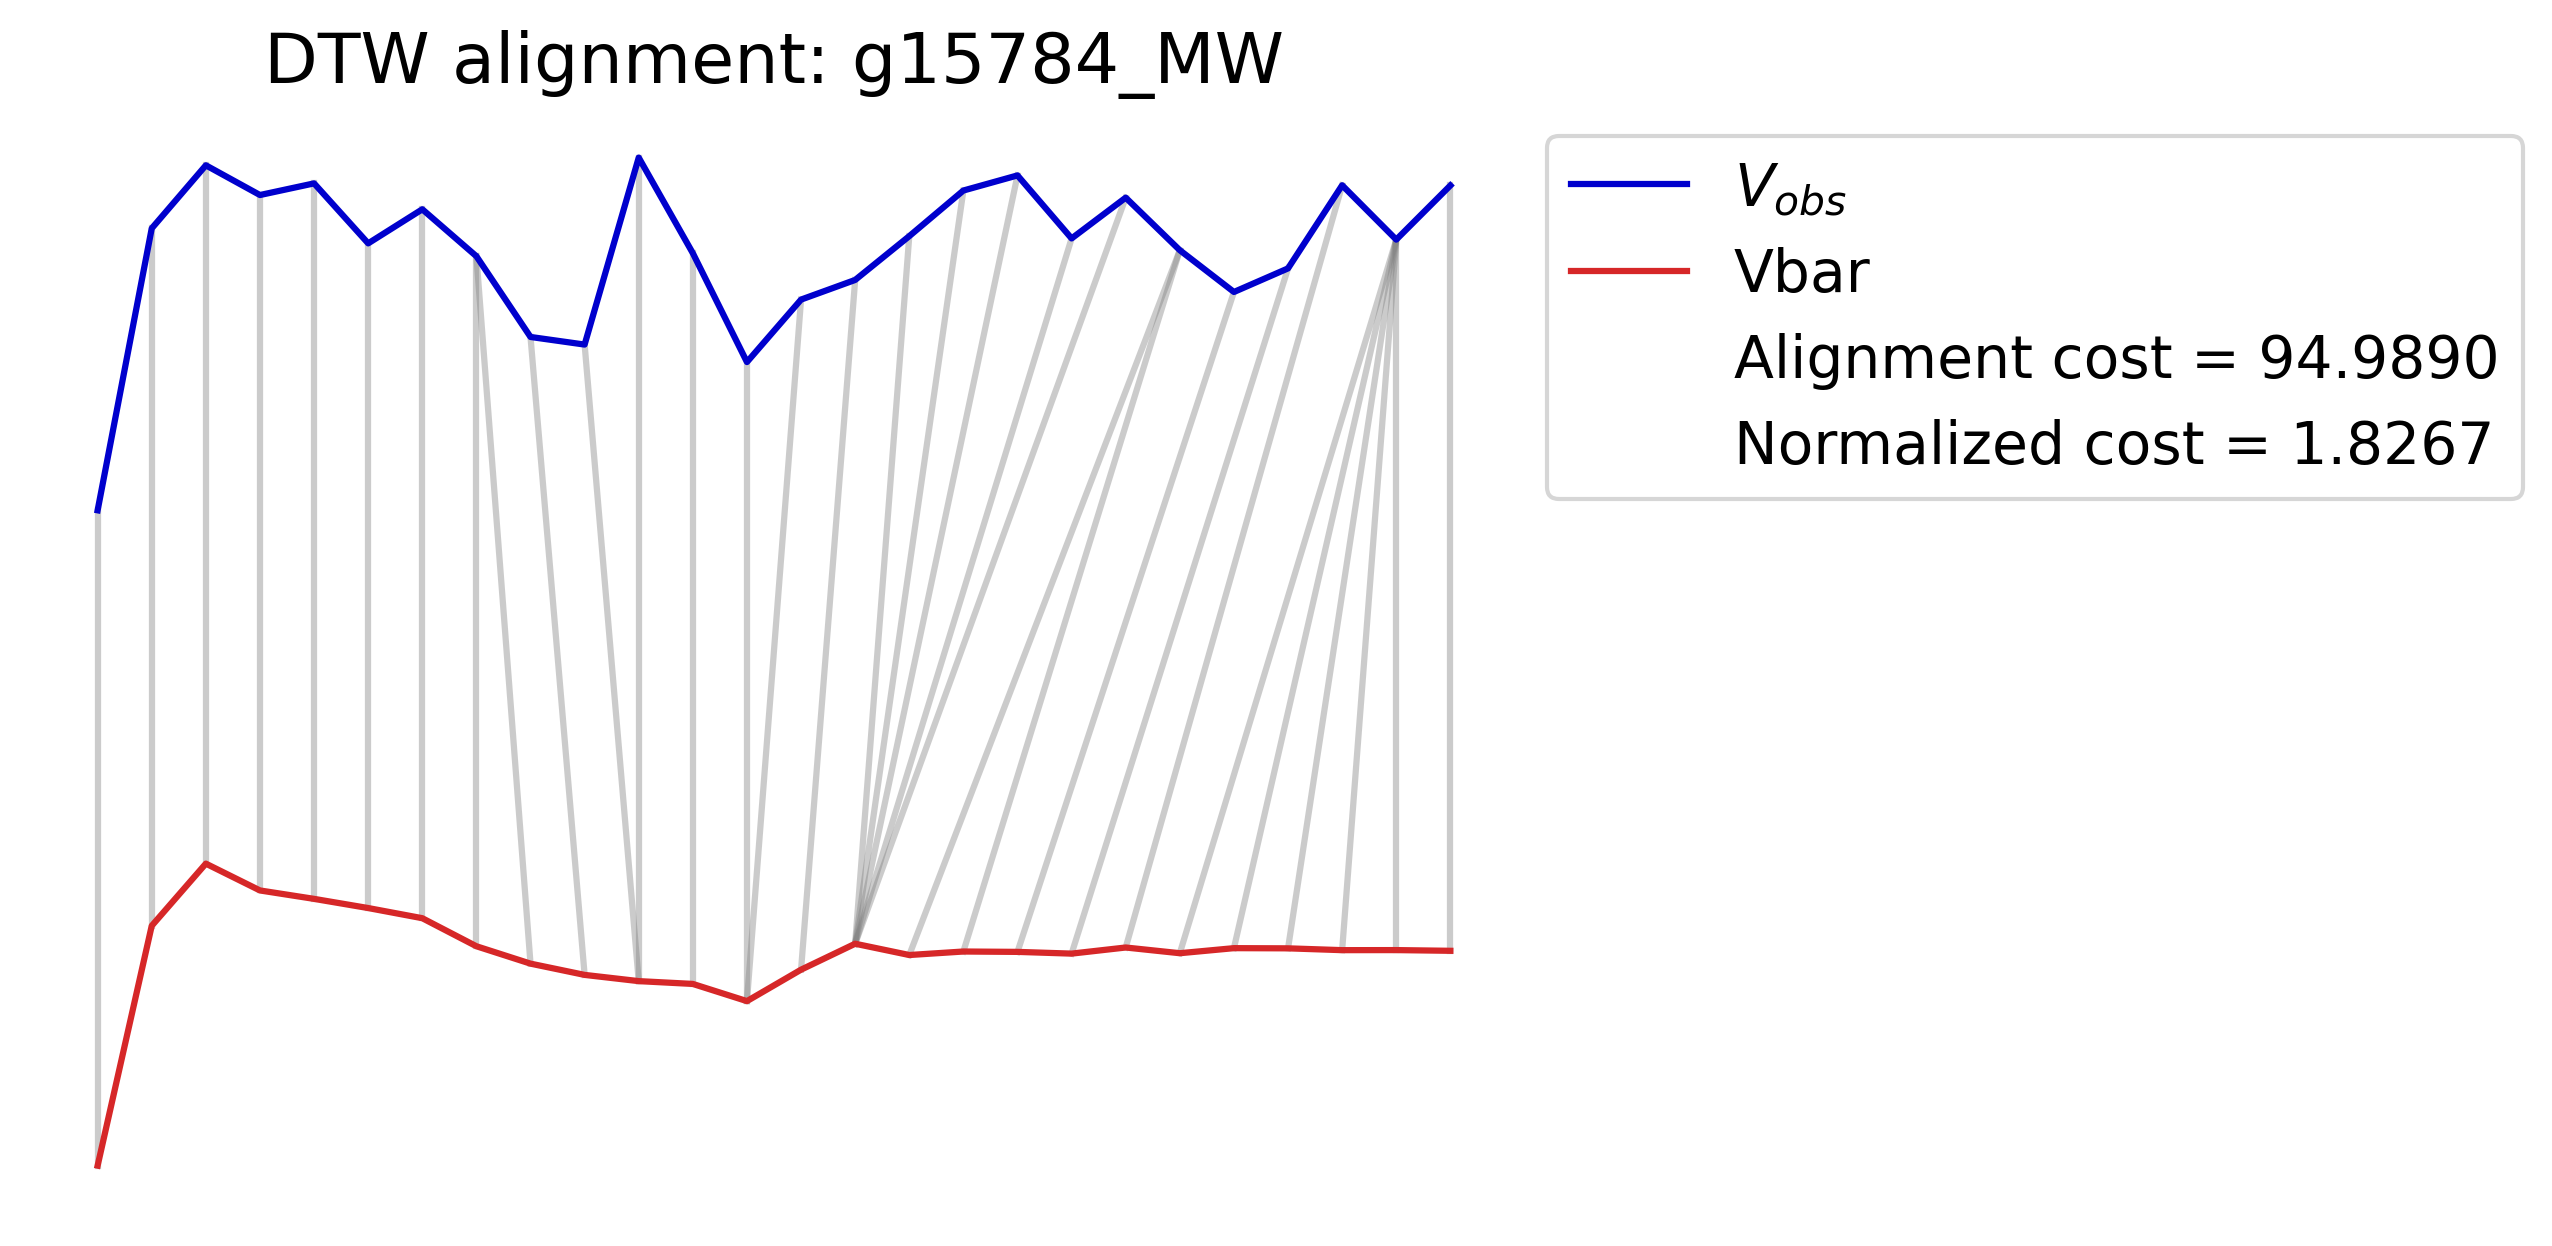 DTW alignment: g15784_MW
V_obs
Vbar
Alignment cost = 94.9890
Normalized cost = 1.8267